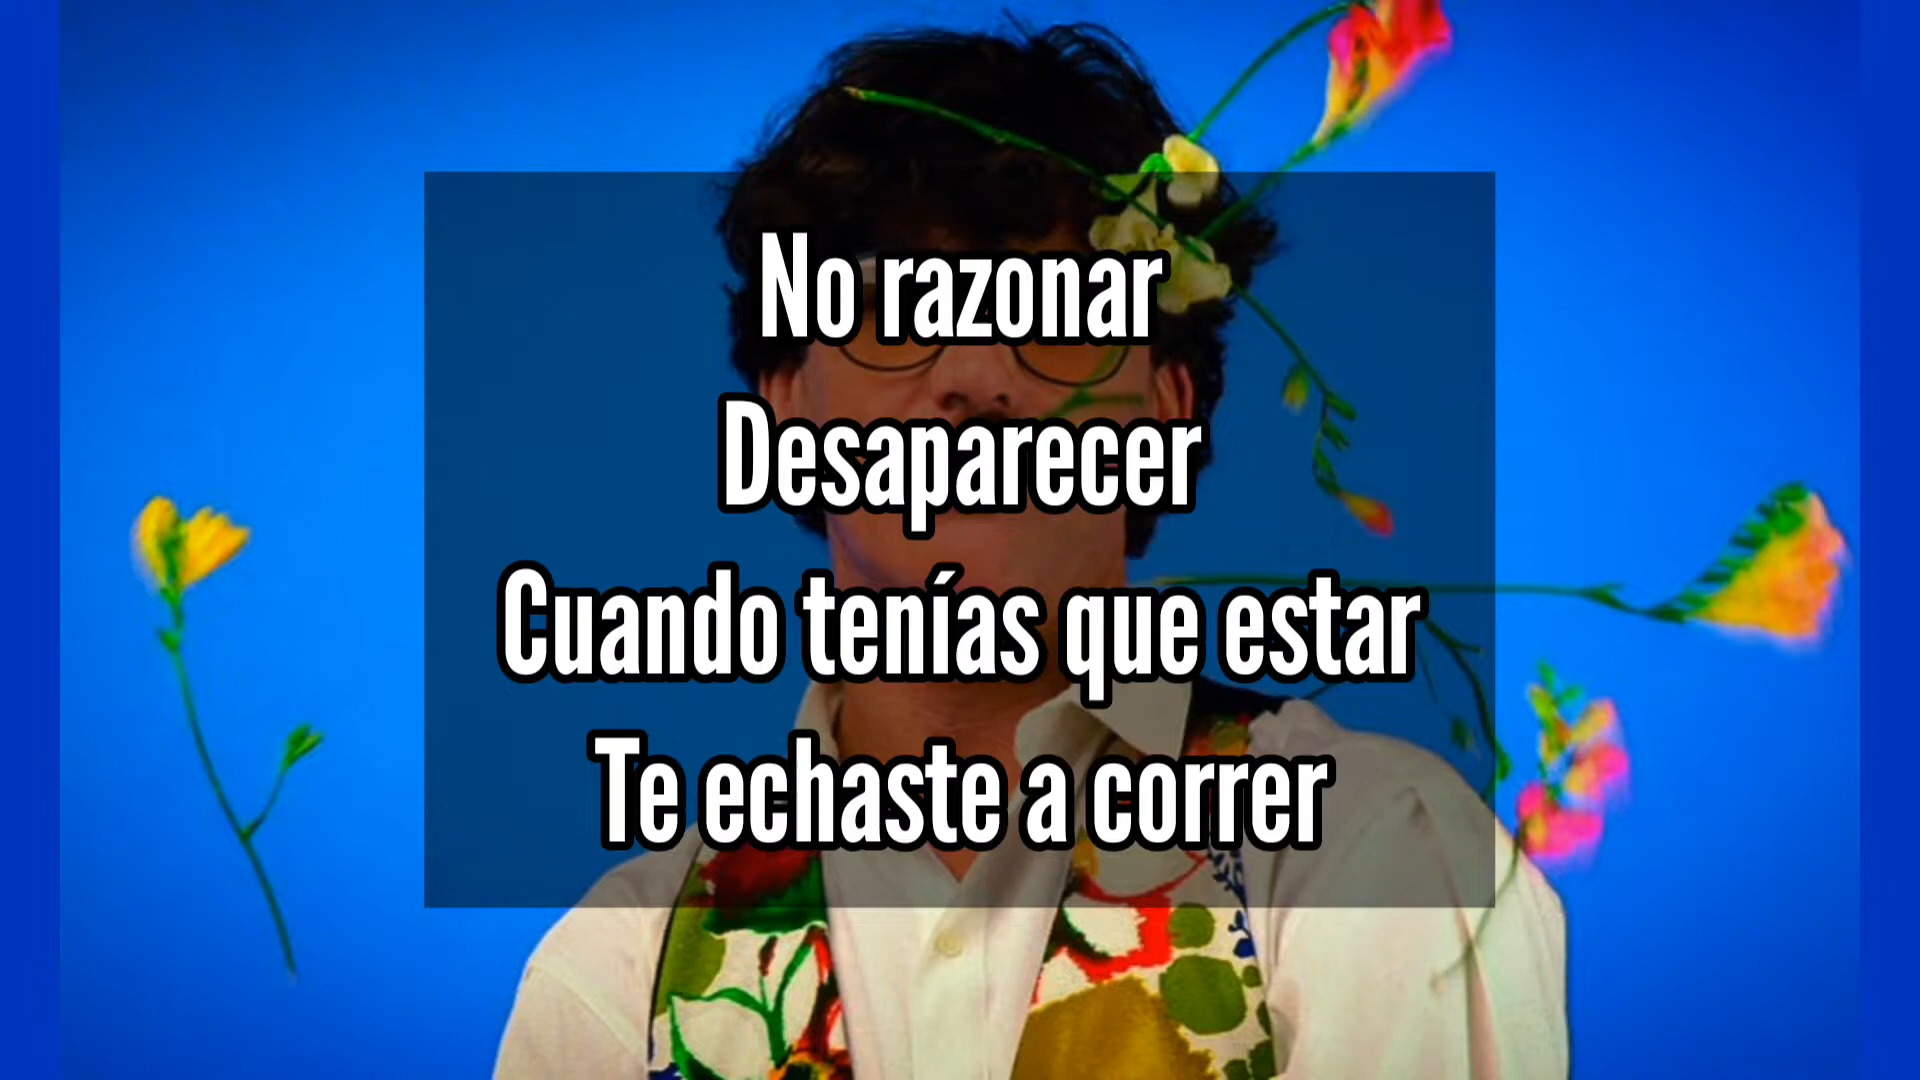 No razonar
Desaparecer
Cuando tenías que estar
Te echaste a correr